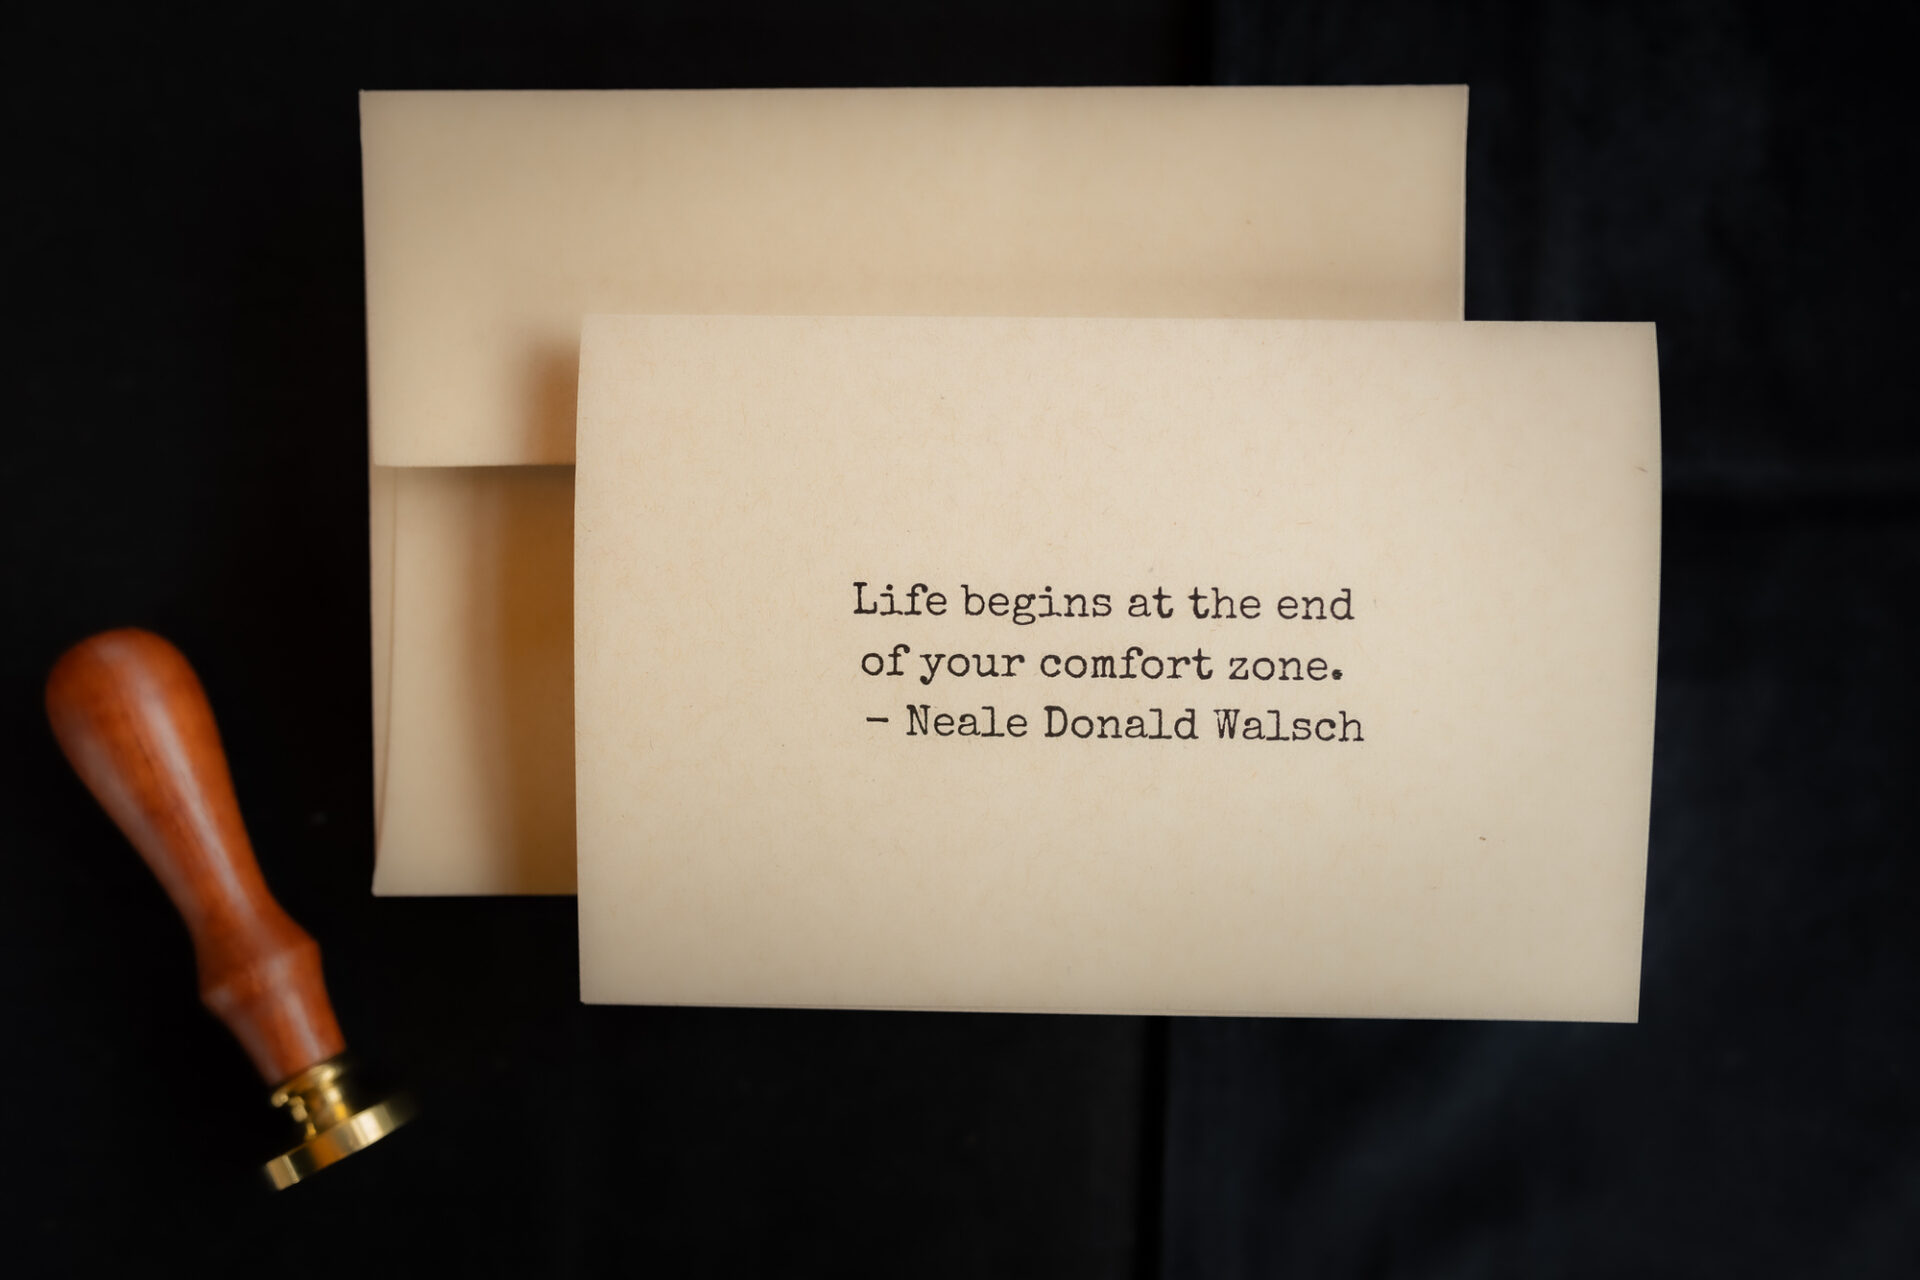 Life begins at the end
of your comfort zone.
– Neale Donald Walsch